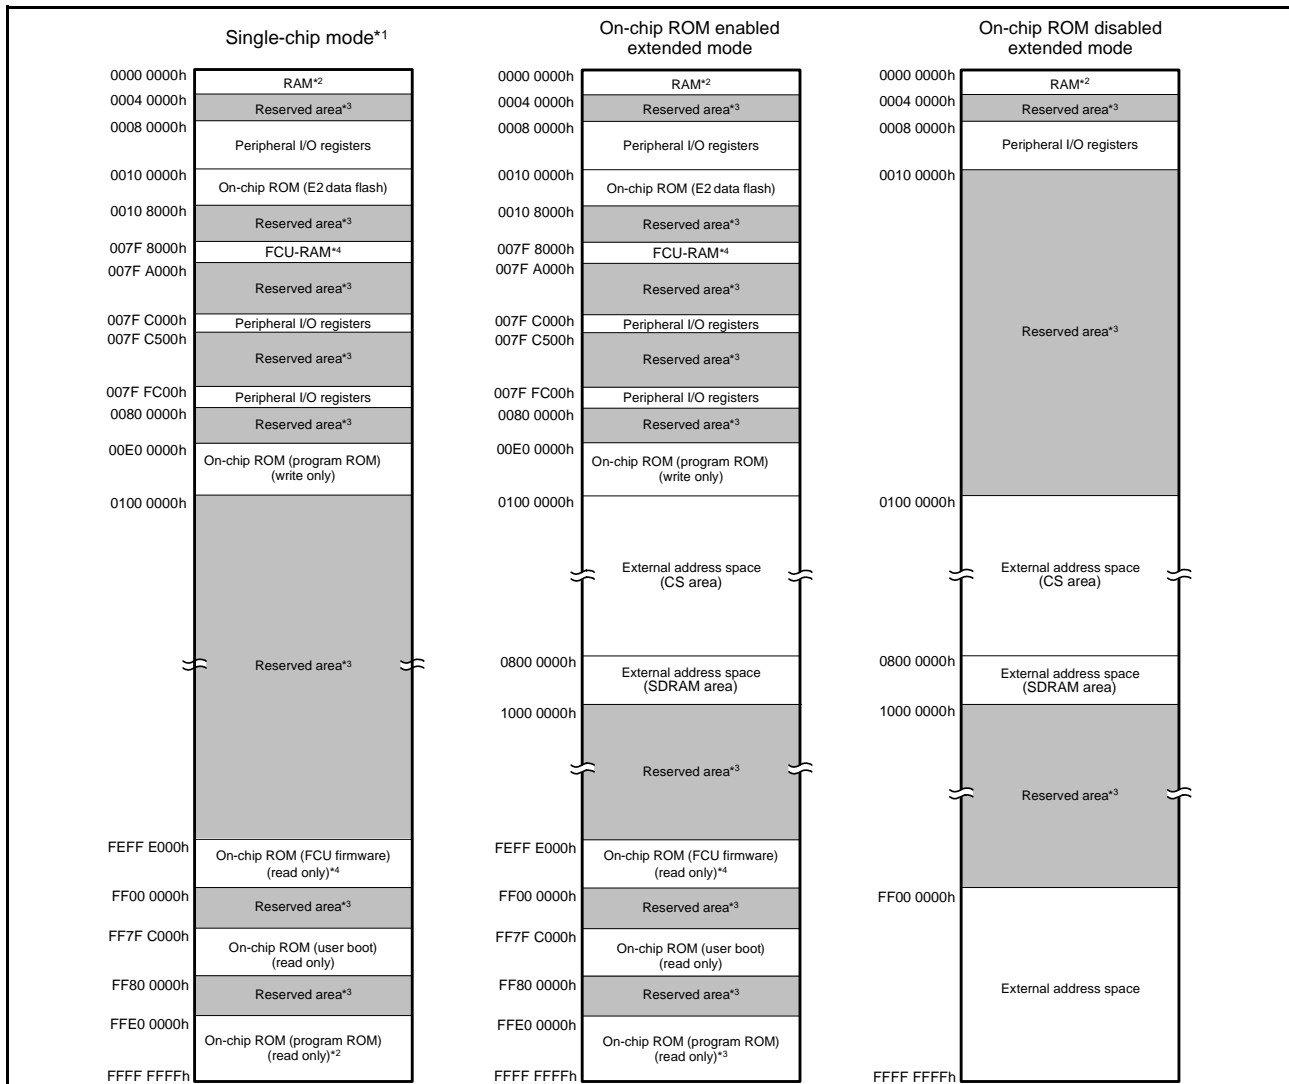 Single-chip mode*1
0000 0000h
RAM*2
0004 0000h
Reserved area*3
0008 0000h
Peripheral I/O registers
0010 0000h
On-chip ROM (E2 data flash)
0010 8000h
Reserved area*3
007F 8000h
FCU-RAM*4
007F A000h
Reserved area*3
007F C000h
Peripheral I/O registers
007F C500h
Reserved area*3
007F FC00h
Peripheral I/O registers
0080 0000h
Reserved area*3
00E0 0000h
On-chip ROM (program ROM)
(write only)
0100 0000h
Reserved area*3
FEFF E000h
On-chip ROM (FCU firmware)
(read only)*4
FF00 0000h
Reserved area*3
FF7F C000h
On-chip ROM (user boot)
(read only)
FF80 0000h
Reserved area*3
FFE0 0000h
On-chip ROM (program ROM)
(read only)*2
FFFF FFFFh
On-chip ROM enabled
extended mode
0000 0000h
RAM*2
0004 0000h
Reserved area*3
0008 0000h
Peripheral I/O registers
0010 0000h
On-chip ROM (E2 data flash)
0010 8000h
Reserved area*3
007F 8000h
FCU-RAM*4
007F A000h
Reserved area*3
007F C000h
Peripheral I/O registers
007F C500h
Reserved area*3
007F FC00h
Peripheral I/O registers
0080 0000h
Reserved area*3
00E0 0000h
On-chip ROM (program ROM)
(write only)
0100 0000h
External address space
(CS area)
0800 0000h
External address space
(SDRAM area)
1000 0000h
Reserved area*3
FEFF E000h
On-chip ROM (FCU firmware)
(read only)*4
FF00 0000h
Reserved area*3
FF7F C000h
On-chip ROM (user boot)
(read only)
FF80 0000h
Reserved area*3
FFE0 0000h
On-chip ROM (program ROM)
(read only)*3
FFFF FFFFh
On-chip ROM disabled
extended mode
0000 0000h
RAM*2
0004 0000h
Reserved area*3
0008 0000h
Peripheral I/O registers
0010 0000h
Reserved area*3
0100 0000h
External address space
(CS area)
0800 0000h
External address space
(SDRAM area)
1000 0000h
Reserved area*3
FF00 0000h
External address space
FFFF FFFFh